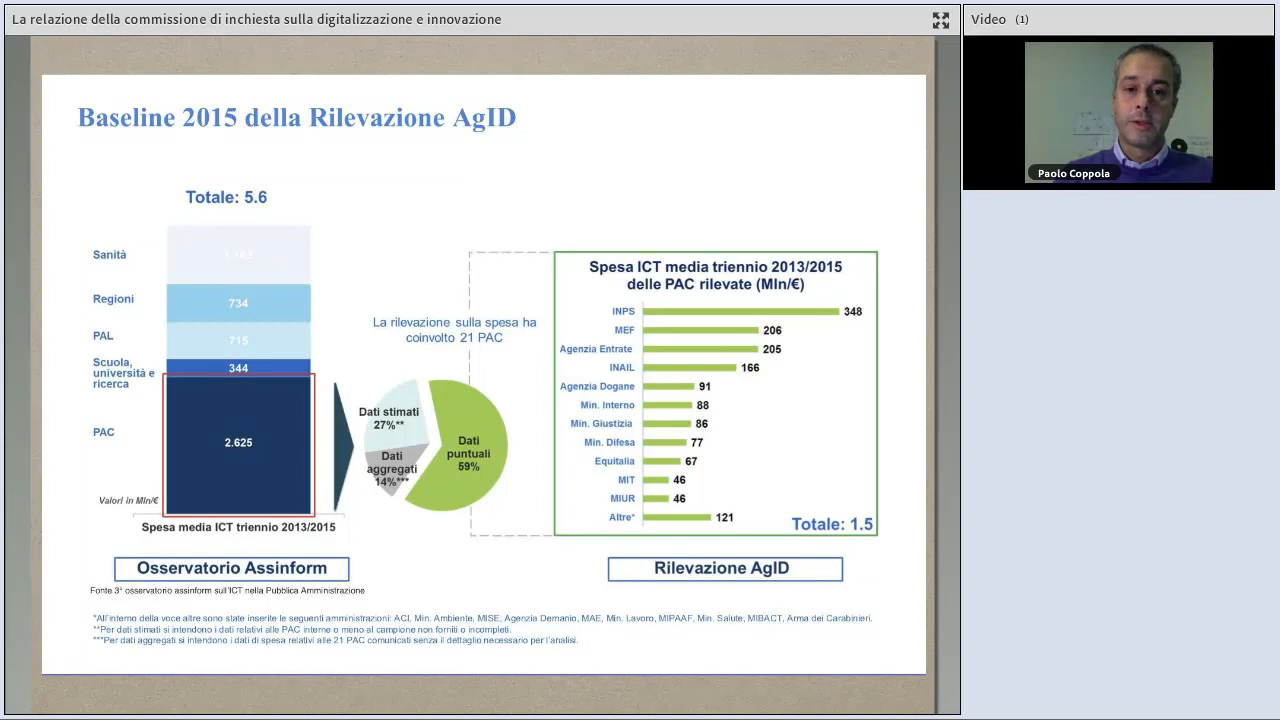 La relazione della commissione di inchiesta sulla digitalizzazione e innovazione
Video (1)
Paolo Coppola
Baseline 2015 della Rilevazione AgID
Totale: 5.6
Sanità
Regioni
734
PAL
715
Scuola,
università e
ricerca
344
PAC
2.625
Valori in Mln/€
Spesa media ICT triennio 2013/2015
Osservatorio Assinform
Fonte 3° osservatorio assinform sull'ICT nella Pubblica Amministrazione
La rilevazione sulla spesa ha
coinvolto 21 PAC
Dati stimati
27%**
Dati
aggregati
14%***
Dati
puntuali
59%
Spesa ICT media triennio 2013/2015
delle PAC rilevate (Mln/€)
INPS 348
MEF 206
Agenzia Entrate 205
INAIL 166
Agenzia Dogane 91
Min. Interno 88
Min. Giustizia 86
Min. Difesa 77
Equitalia 67
MIT 46
MIUR 46
Altre* 121
Totale: 1.5
Rilevazione AgID
*All'interno della voce altre sono state inserite le seguenti amministrazioni: ACI, Min. Ambiente, MISE, Agenzia Demanio, MAE, Min. Lavoro, MIPAAF, Min. Salute, MIBACT, Arma dei Carabinieri.
**Per dati stimati si intendono i dati relativi alle PAC interne o meno al campione non forniti o incompleti.
***Per dati aggregati si intendono i dati di spesa relativi alle 21 PAC comunicati senza il dettaglio necessario per l'analisi.